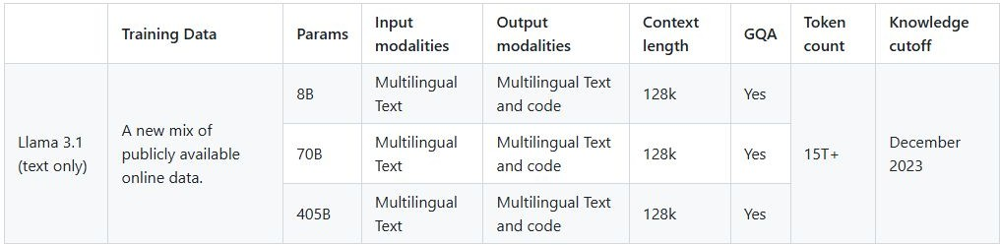 Training Data Params Input modalities Output modalities Context length GQA Token count Knowledge cutoff
Llama 3.1 (text only) A new mix of publicly available online data. 8B Multilingual Text Multilingual Text and code 128k Yes 15T+ December 2023
70B Multilingual Text Multilingual Text and code 128k Yes
405B Multilingual Text Multilingual Text and code 128k Yes